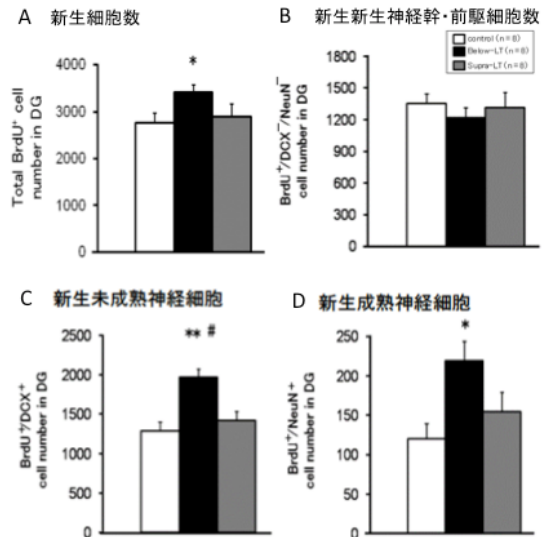 A 新生細胞数
Total BrdU⁺ cell
number in DG
4000
3000
2000
1000
0
*
B 新生新生神経幹・前駆細胞数
BrdU⁺/DCX⁻/NeuN⁻
cell number in DG
1800
1500
1200
900
600
300
0
control (n=8)
Below-LT (n=8)
Supra-LT (n=8)
C 新生未成熟神経細胞
BrdU⁺/DCX⁺
cell number in DG
2500
2000
1500
1000
500
0
** #
D 新生成熟神経細胞
BrdU⁺/NeuN+
cell number in DG
250
200
150
100
50
0
*